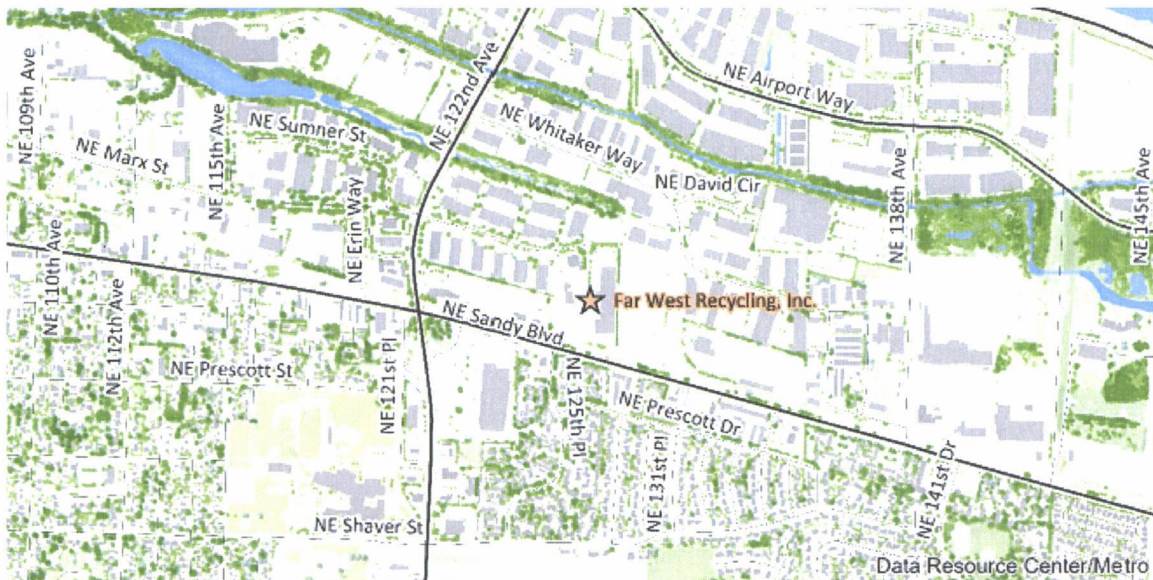 NE 109th Ave
NE Marx St
NE 115th Ave
NE Sumner St
NE Erin Way
NE 122nd Ave
NE Whitaker Way
NE Airport Way
NE David Cir
NE 138th Ave
NE 145th Ave
NE 110th Ave
NE 112th Ave
NE Prescott St
NE 121st Pl
NE Sandy Blvd
Far West Recycling, Inc.
NE 125th Pl
NE Prescott Dr
NE 131st Pl
NE 141st Dr
NE Shaver St
Data Resource Center/Metro